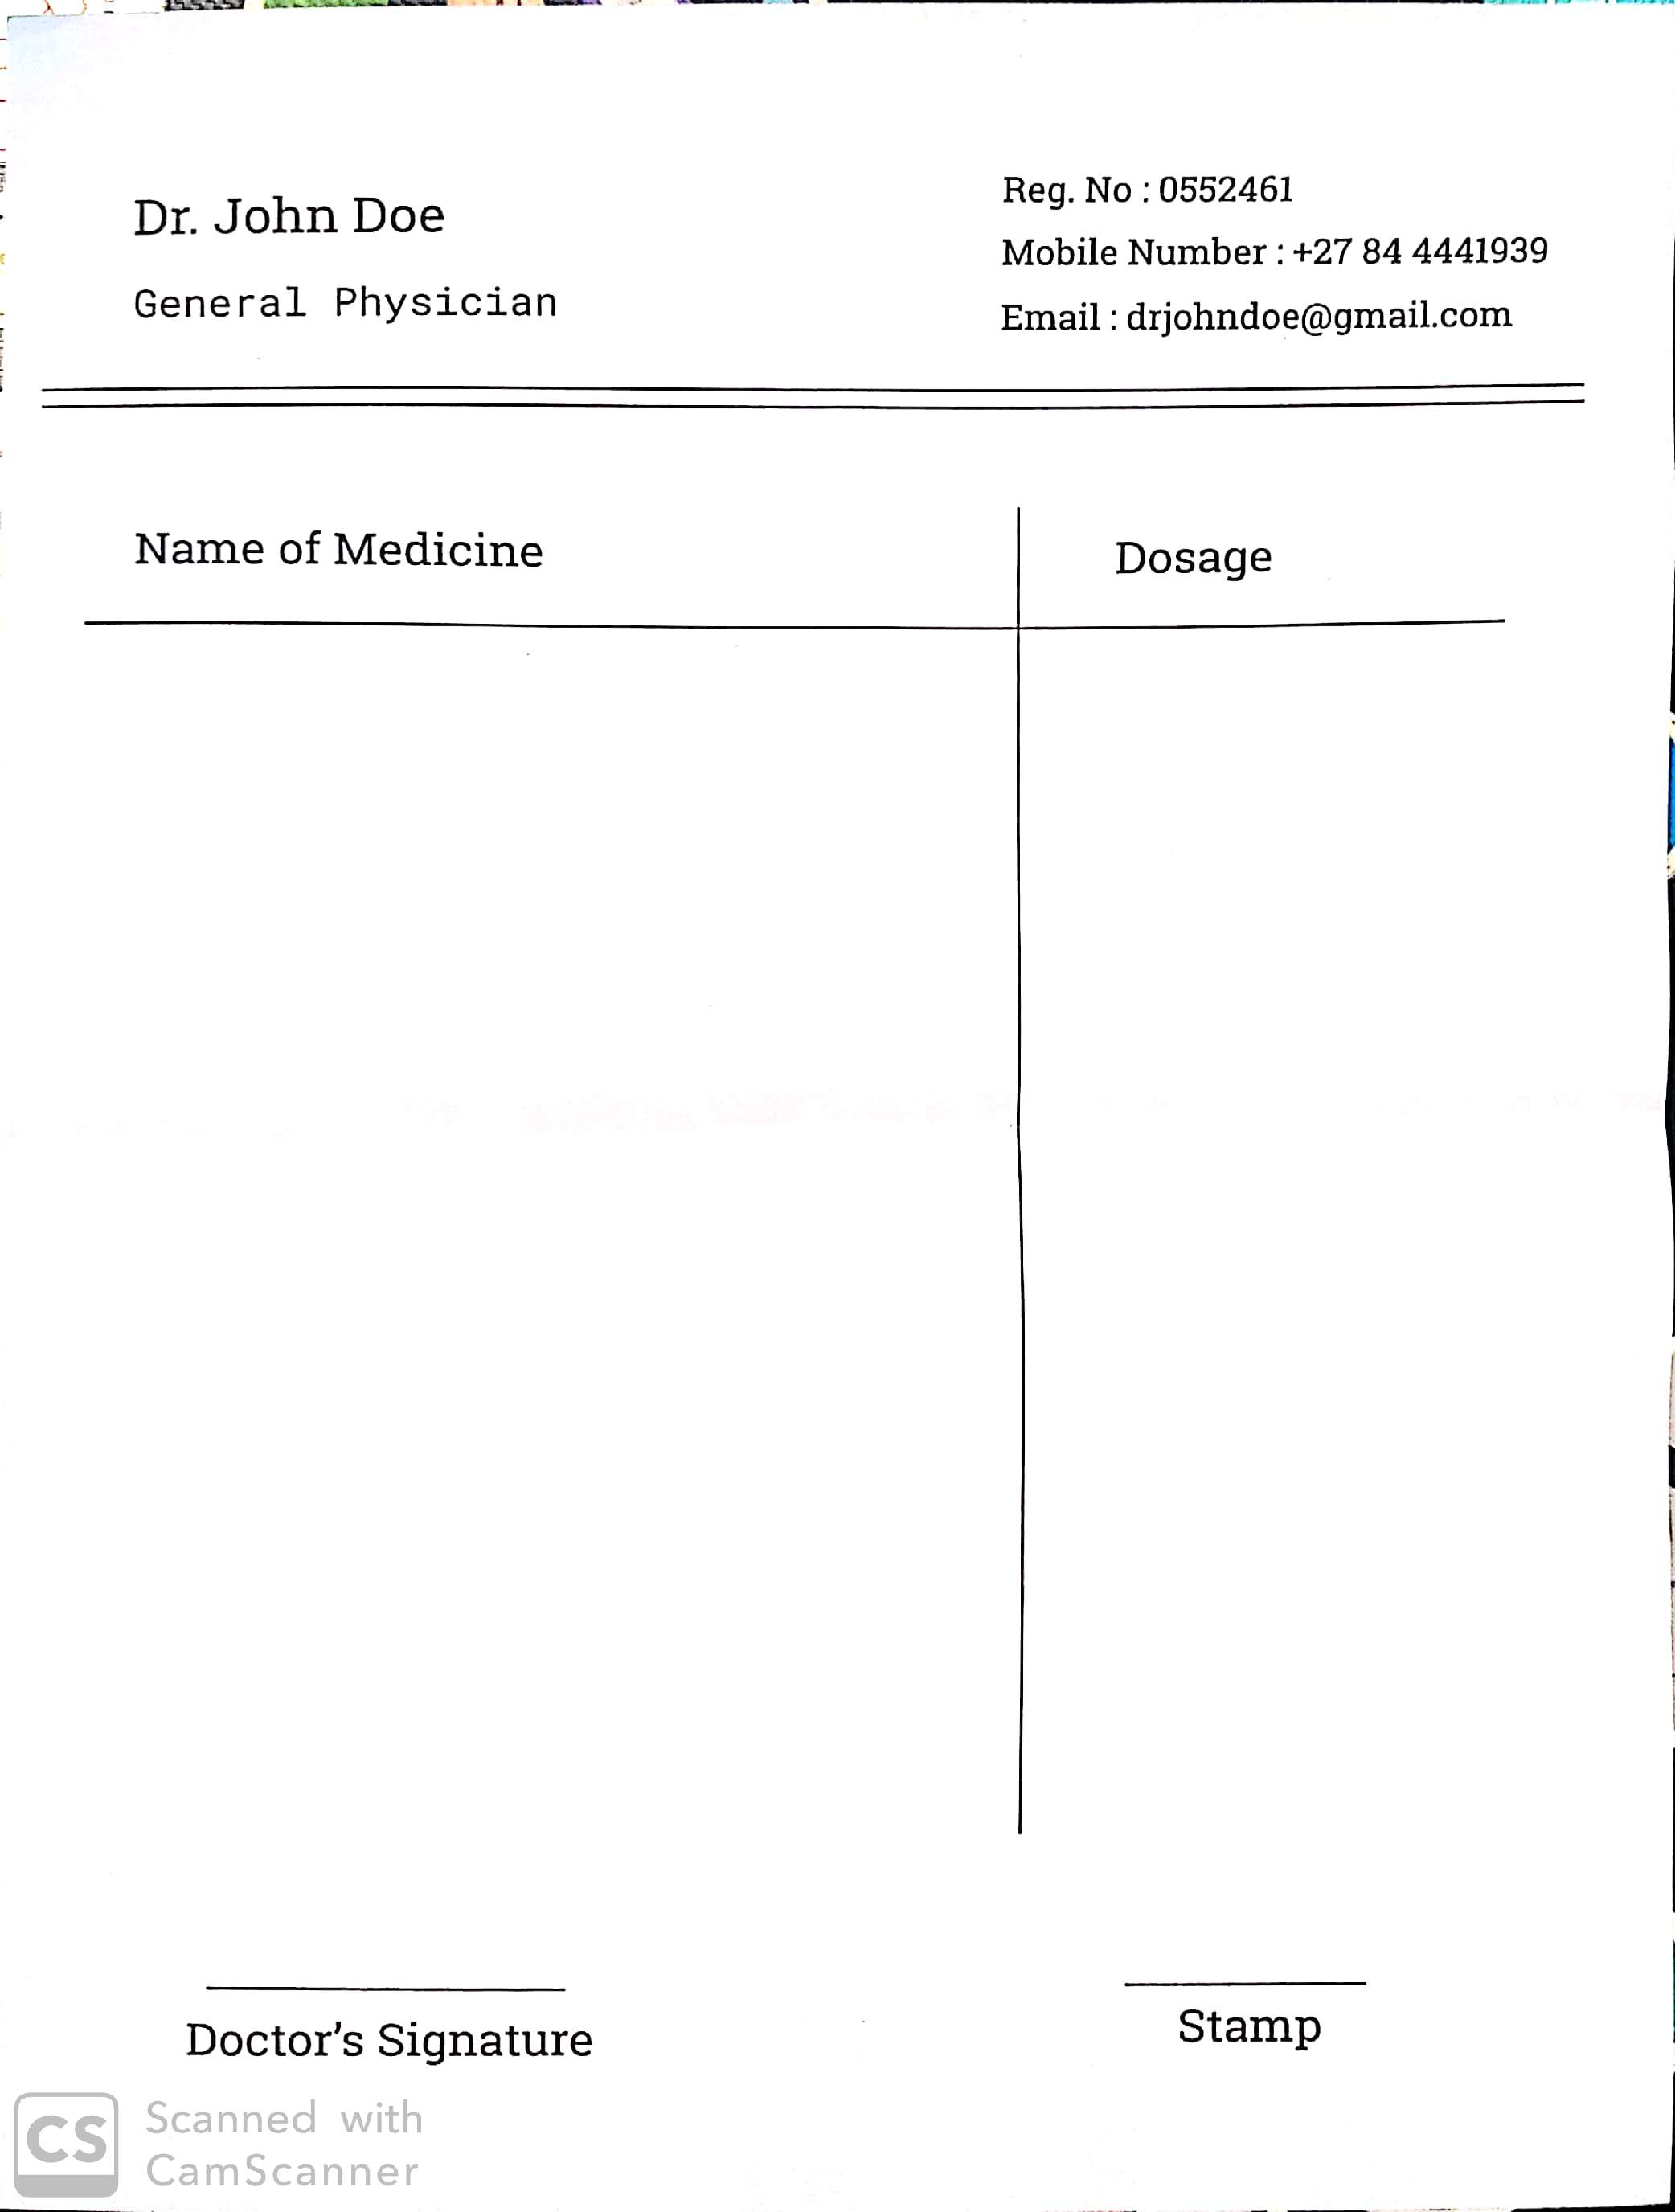 Dr. John Doe
General Physician
Reg. No : 0552461
Mobile Number : +27 84 4441939
Email : drjohndoe@gmail.com
Name of Medicine
Dosage
Doctor's Signature
Stamp
CS
Scanned with
CamScanner